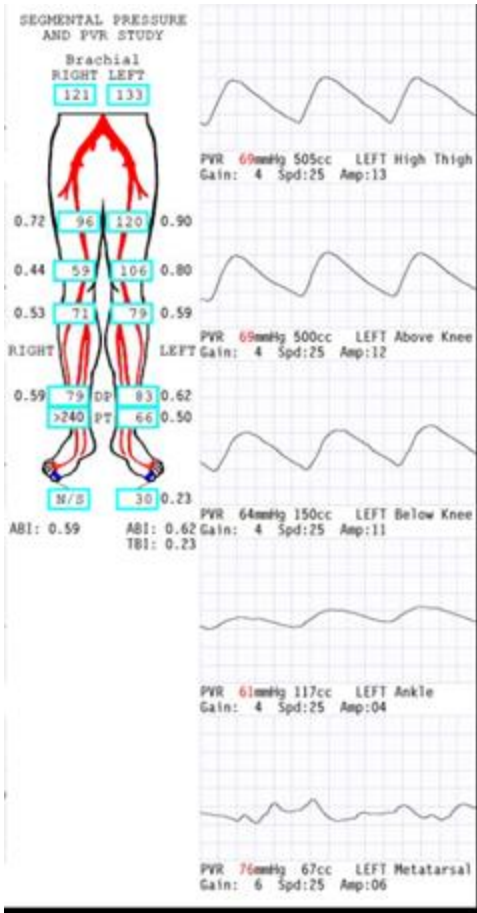 SEGMENTAL PRESSURE
AND PVR STUDY
Brachial
RIGHT LEFT
121 133
0.72 96 120 0.90
0.44 59 106 0.80
0.53 71 79 0.59
RIGHT LEFT
0.59 79 DP 83 0.62
>240 PT 66 0.50
N/S 30 0.23
ABI: 0.59 ABI: 0.62
TBI: 0.23
PVR 69mmHg 505cc LEFT High Thigh
Gain: 4 Spd:25 Amp:13
PVR 69mmHg 500cc LEFT Above Knee
Gain: 4 Spd:25 Amp:12
PVR 64mmHg 150cc LEFT Below Knee
Gain: 4 Spd:25 Amp:11
PVR 61mmHg 117cc LEFT Ankle
Gain: 4 Spd:25 Amp:04
PVR 76mmHg 67cc LEFT Metatarsal
Gain: 6 Spd:25 Amp:06